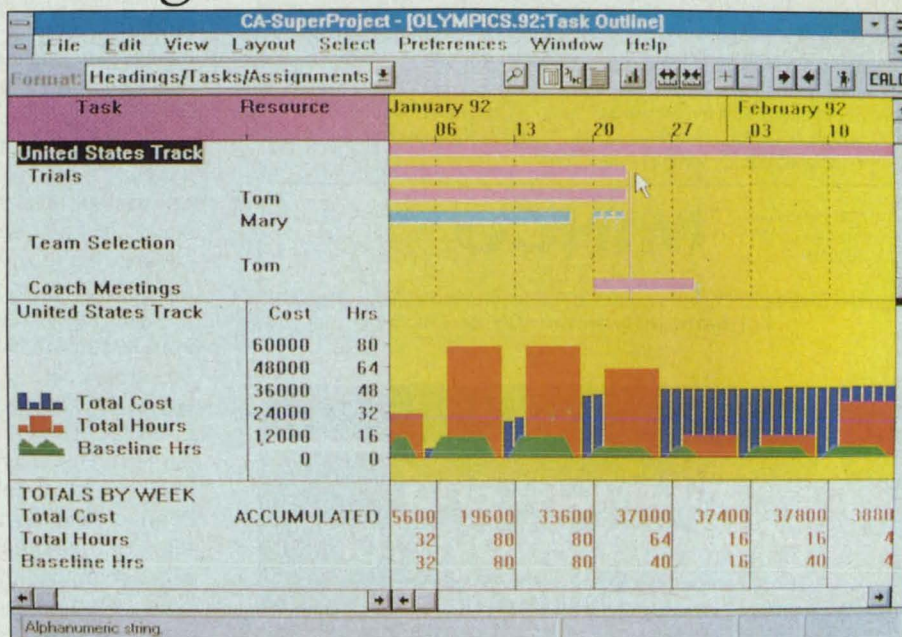 CA-SuperProject - [OLYMPICS.92:Task Outline]
File Edit View Layout Select Preferences Window Help
Format: Headings/Tasks/Assignments CALC
Task Resource January 92 February 92
06 13 20 27 03 10
United States Track
Trials
Tom
Mary
Team Selection
Tom
Coach Meetings
United States Track Cost Hrs
60000 80
48000 64
36000 48
Total Cost 24000 32
Total Hours 12000 16
Baseline Hrs 0 0
TOTALS BY WEEK
Total Cost ACCUMULATED 5600 19600 33600 37000 37400 37800 3880
Total Hours 32 80 80 64 16 16 4
Baseline Hrs 32 80 80 40 16 40 4
Alphanumeric string.